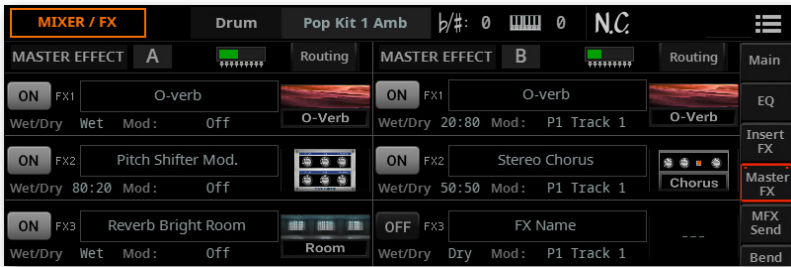 MIXER / FX Drum Pop Kit 1 Amb b/#: 0 0 N.C.
MASTER EFFECT A Routing MASTER EFFECT B Routing Main
ON FX1 O-verb O-Verb ON FX1 O-verb O-Verb EQ
Wet/Dry Wet Mod: Off Wet/Dry 20:80 Mod: P1 Track 1
Insert
FX
ON FX2 Pitch Shifter Mod. ON FX2 Stereo Chorus Chorus
Wet/Dry 80:20 Mod: Off Wet/Dry 50:50 Mod: P1 Track 1
Master
FX
ON FX3 Reverb Bright Room Room OFF FX3 FX Name ---
Wet/Dry Wet Mod: Off Wet/Dry Dry Mod: P1 Track 1
MFX
Send
Bend